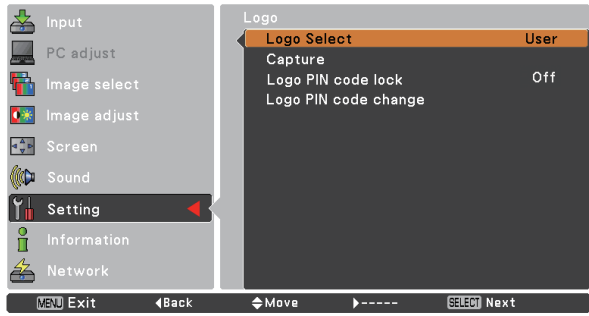 Input
PC adjust
Image select
Image adjust
Screen
Sound
Setting
Information
Network
Logo
Logo Select User
Capture
Logo PIN code lock Off
Logo PIN code change
MENU Exit Back Move ----- SELECT Next